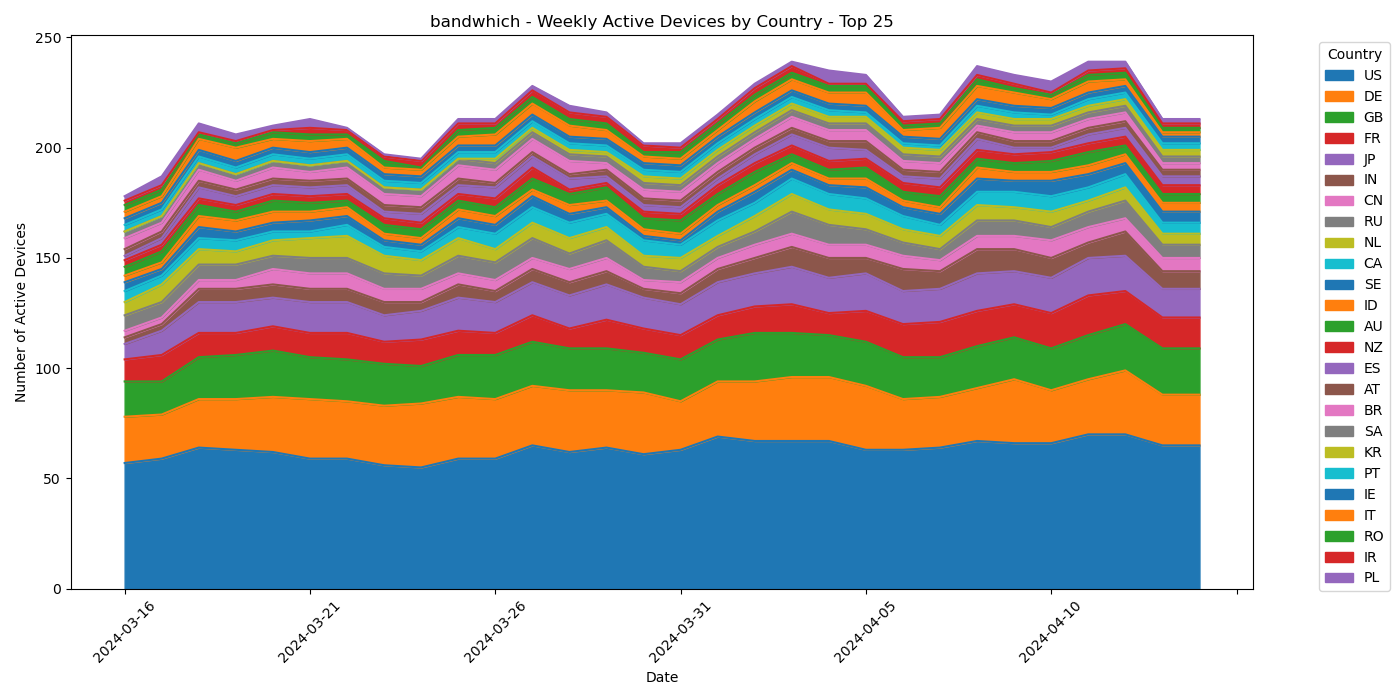 bandwhich - Weekly Active Devices by Country - Top 25
250
200
150
100
50
0
Number of Active Devices
2024-03-16
2024-03-21
2024-03-26
2024-03-31
2024-04-05
2024-04-10
Date
Country
US
DE
GB
FR
JP
IN
CN
RU
NL
CA
SE
ID
AU
NZ
ES
AT
BR
SA
KR
PT
IE
IT
RO
IR
PL